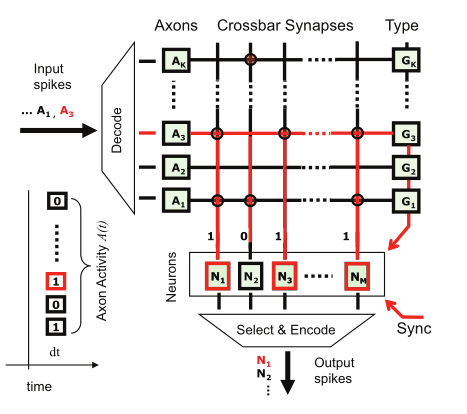 Axons Crossbar Synapses Type
Input
spikes
... A1 , A3
Decode
AK GK
A3 G3
A2 G2
A1 G1
1 0 1 1
Neurons
N1 N2 N3 NM
Select & Encode
Sync
N1
N2
Output
spikes
0
1
0
1
Axon Activity A(t)
dt
time